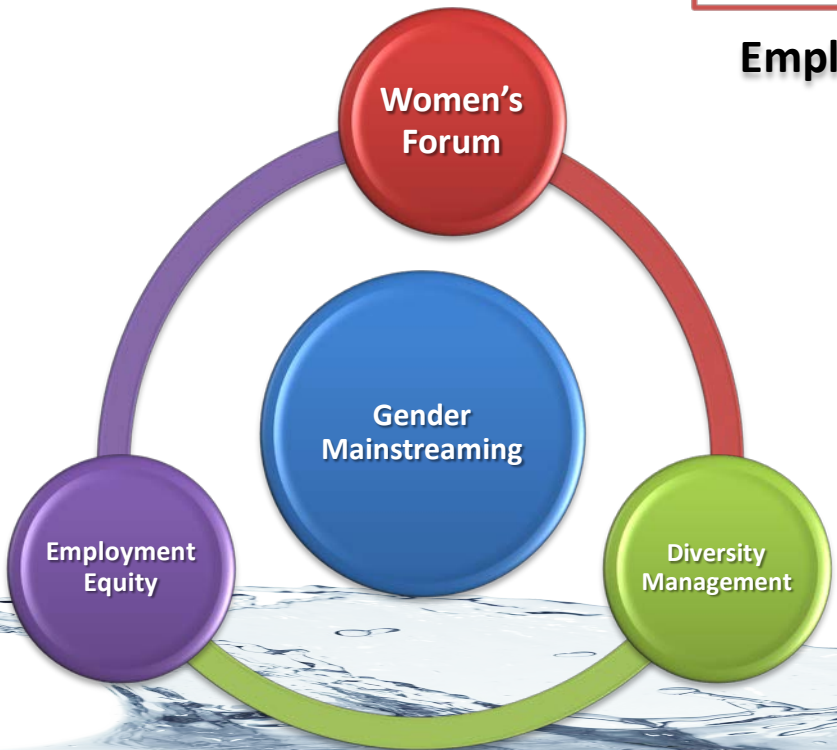 Empl
Women's
Forum
Gender
Mainstreaming
Employment
Equity
Diversity
Management